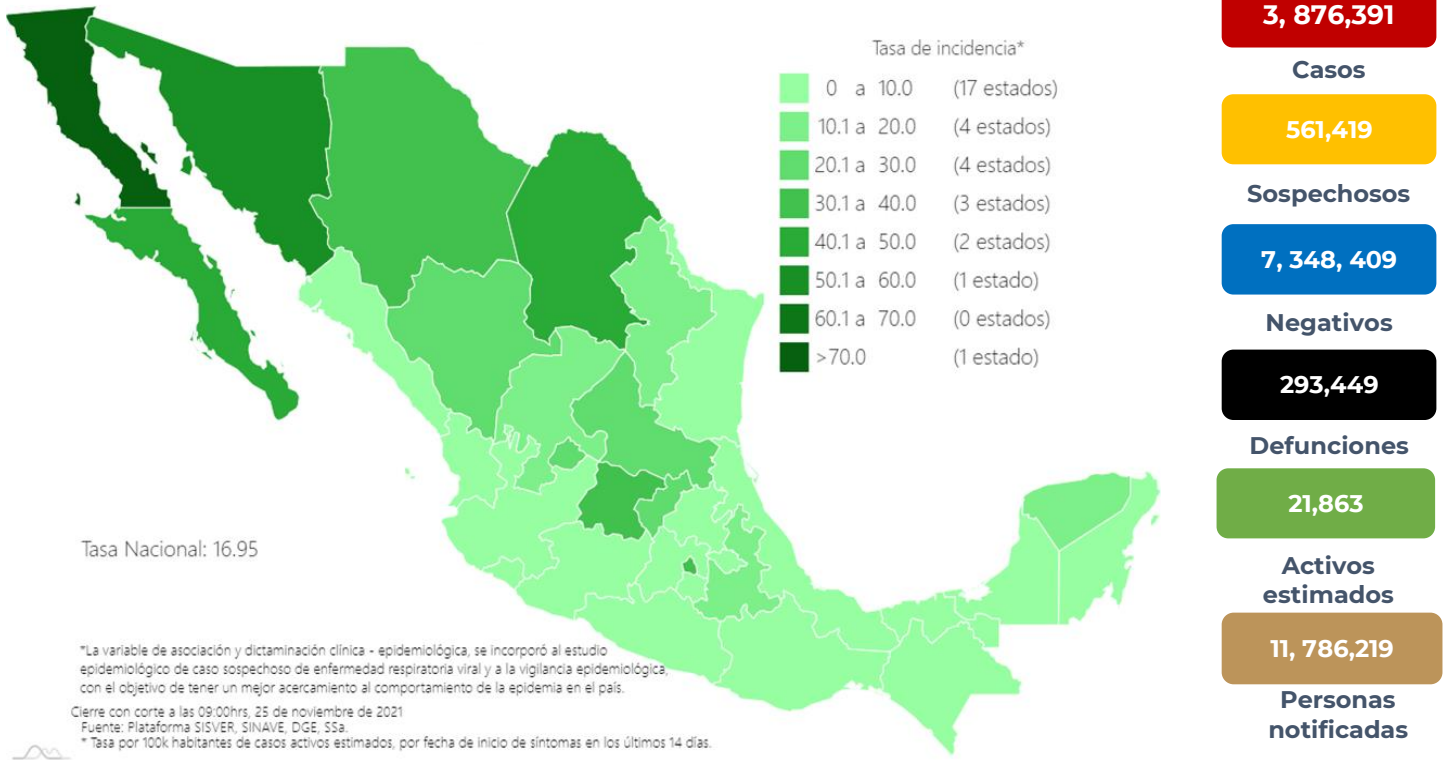 Tasa de incidencia*
0 a 10.0 (17 estados)
10.1 a 20.0 (4 estados)
20.1 a 30.0 (4 estados)
30.1 a 40.0 (3 estados)
40.1 a 50.0 (2 estados)
50.1 a 60.0 (1 estado)
60.1 a 70.0 (0 estados)
>70.0 (1 estado)
Tasa Nacional: 16.95
*La variable de asociación y dictaminación clínica - epidemiológica, se incorporó al estudio
epidemiológico de caso sospechoso de enfermedad respiratoria viral y a la vigilancia epidemiológica,
con el objetivo de tener un mejor acercamiento al comportamiento de la epidemia en el país.
Cierre con corte a las 09:00hrs, 25 de noviembre de 2021
Fuente: Plataforma SISVER, SINAVE, DGE, SSa.
* Tasa por 100k habitantes de casos activos estimados, por fecha de inicio de síntomas en los últimos 14 días.
3, 876,391
Casos
561,419
Sospechosos
7, 348, 409
Negativos
293,449
Defunciones
21,863
Activos
estimados
11, 786,219
Personas
notificadas